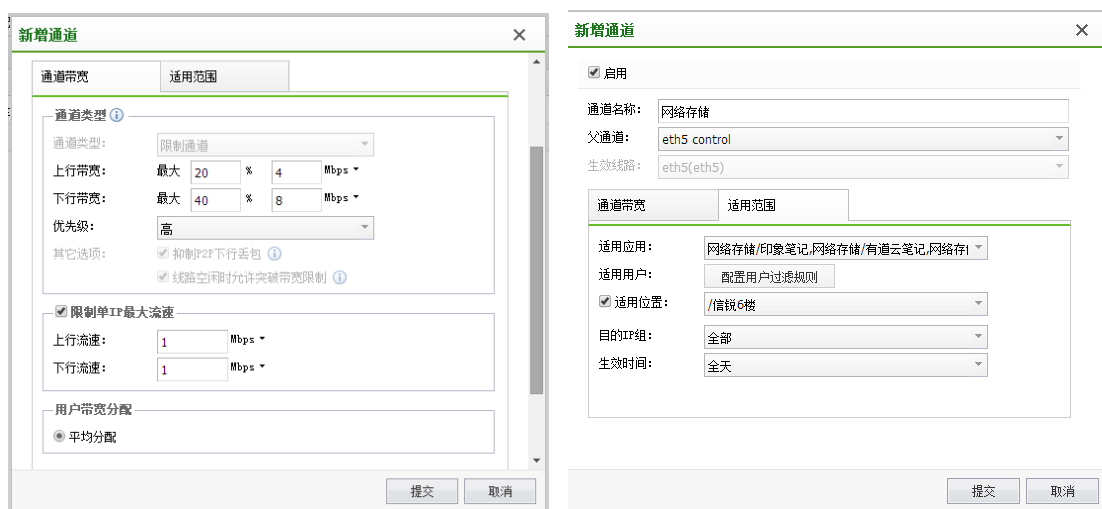 新增通道
通道带宽 适用范围
通道类型
通道类型: 限制通道
上行带宽: 最大 20 % 4 Mbps
下行带宽: 最大 40 % 8 Mbps
优先级: 高
其它选项: 抑制P2P下行丢包
线路空闲时允许突破带宽限制
限制单IP最大流速
上行流速: 1 Mbps
下行流速: 1 Mbps
用户带宽分配
平均分配
提交 取消
新增通道
启用
通道名称: 网络存储
父通道: eth5 control
生效线路: eth5(eth5)
通道带宽 适用范围
适用应用: 网络存储/印象笔记,网络存储/有道云笔记,网络存
适用用户: 配置用户过滤规则
适用位置: /信锐6楼
目的IP组: 全部
生效时间: 全天
提交 取消